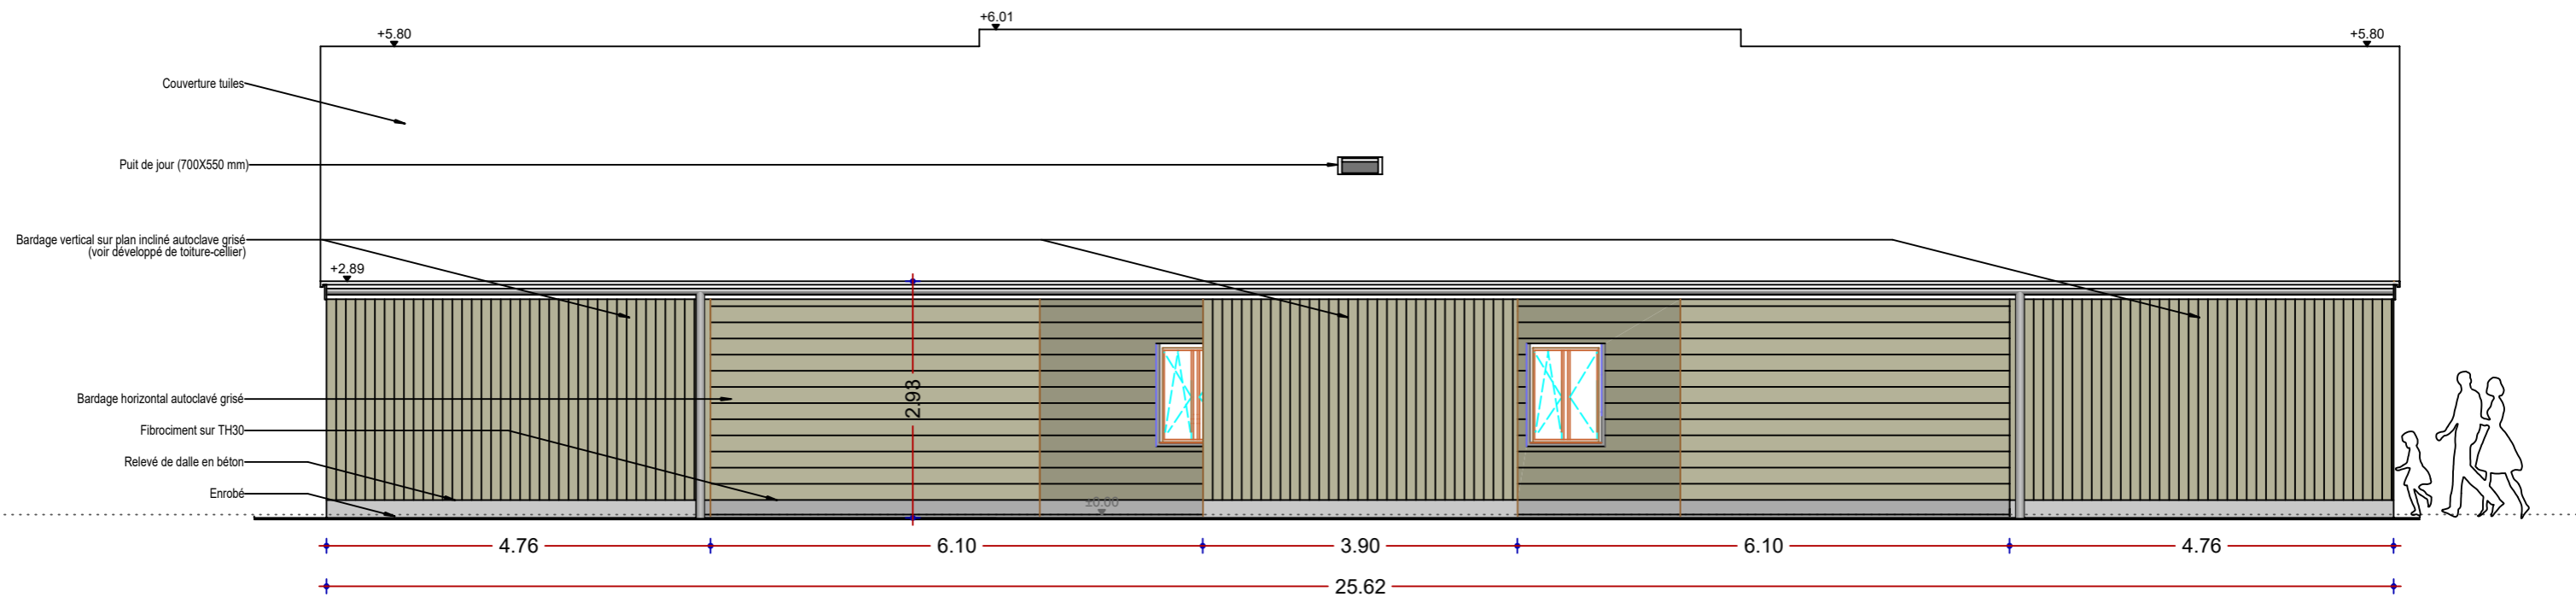 +6.01
+5.80
+5.80
Couverture tuiles
Puit de jour (700X550 mm)
Bardage vertical sur plan incliné autoclave grisé
(voir développé de toiture-cellier)
+2.89
2.93
Bardage horizontal autoclavé grisé
Fibrociment sur TH30
Relevé de dalle en béton
Enrobé
±0.00
4.76
6.10
3.90
6.10
4.76
25.62